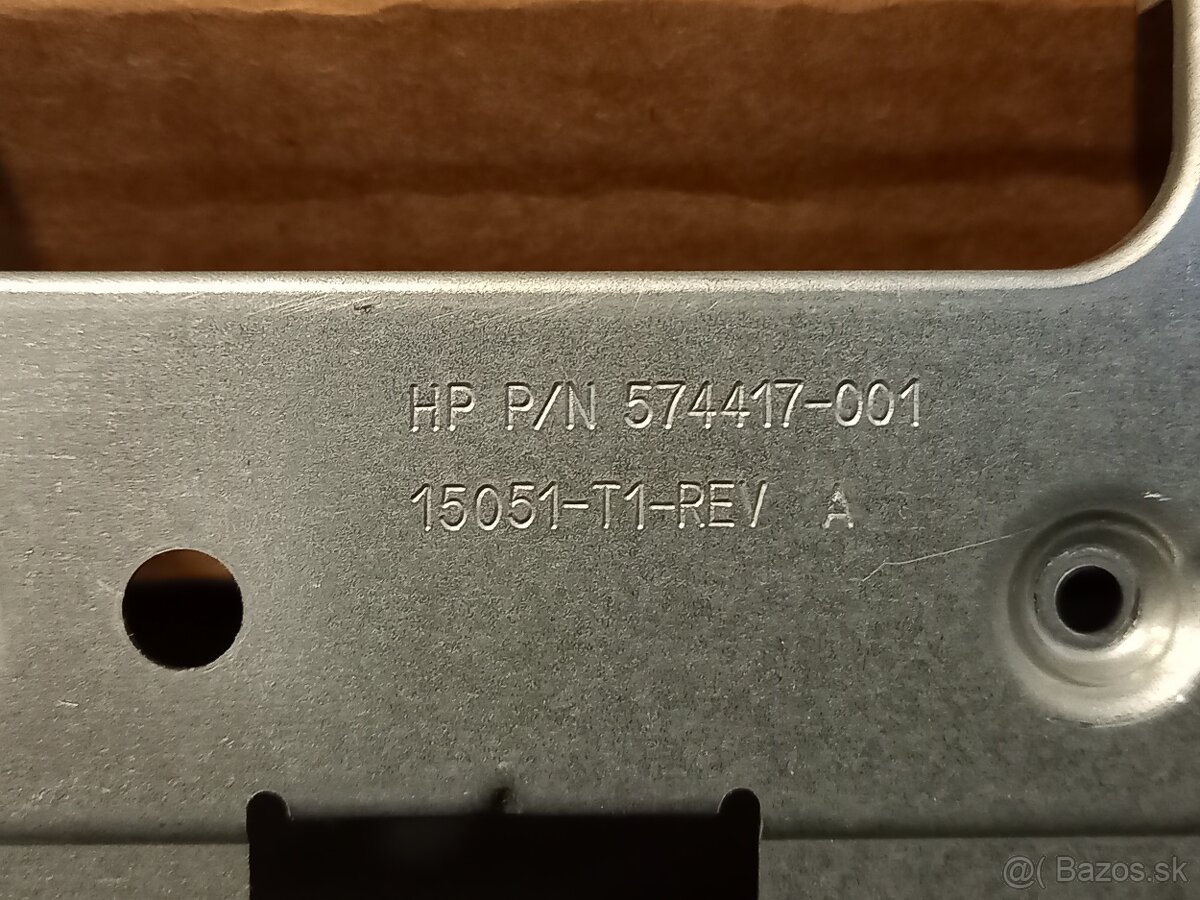 HP P/N 574417-001
15051-T1-REV A
@( Bazos.sk